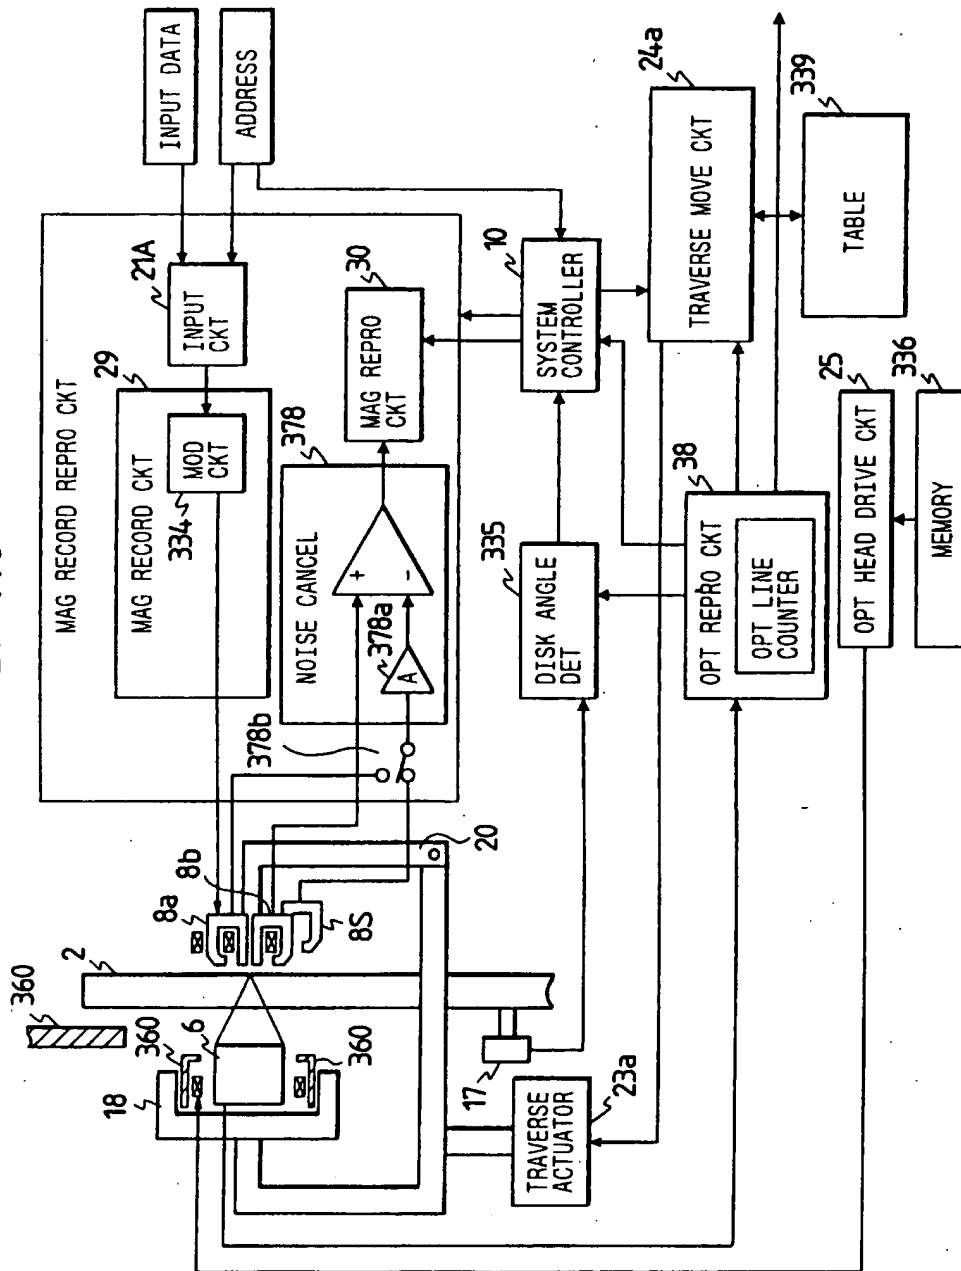 INPUT DATA
ADDRESS
MAG RECORD REPRO CKT
MAG RECORD CKT
29
21A
INPUT
CKT
MOD
CKT
334
NOISE CANCEL
378
30
MAG REPRO
CKT
+
-
A
378a
378b
10
SYSTEM
CONTROLLER
24a
TRAVERSE MOVE CKT
339
TABLE
335
DISK ANGLE
DET
38
OPT REPRO CKT
OPT LINE
COUNTER
25
OPT HEAD DRIVE CKT
336
MEMORY
20
8a
8b
8S
2
360
360
360
6
18
17
23a
TRAVERSE
ACTUATOR